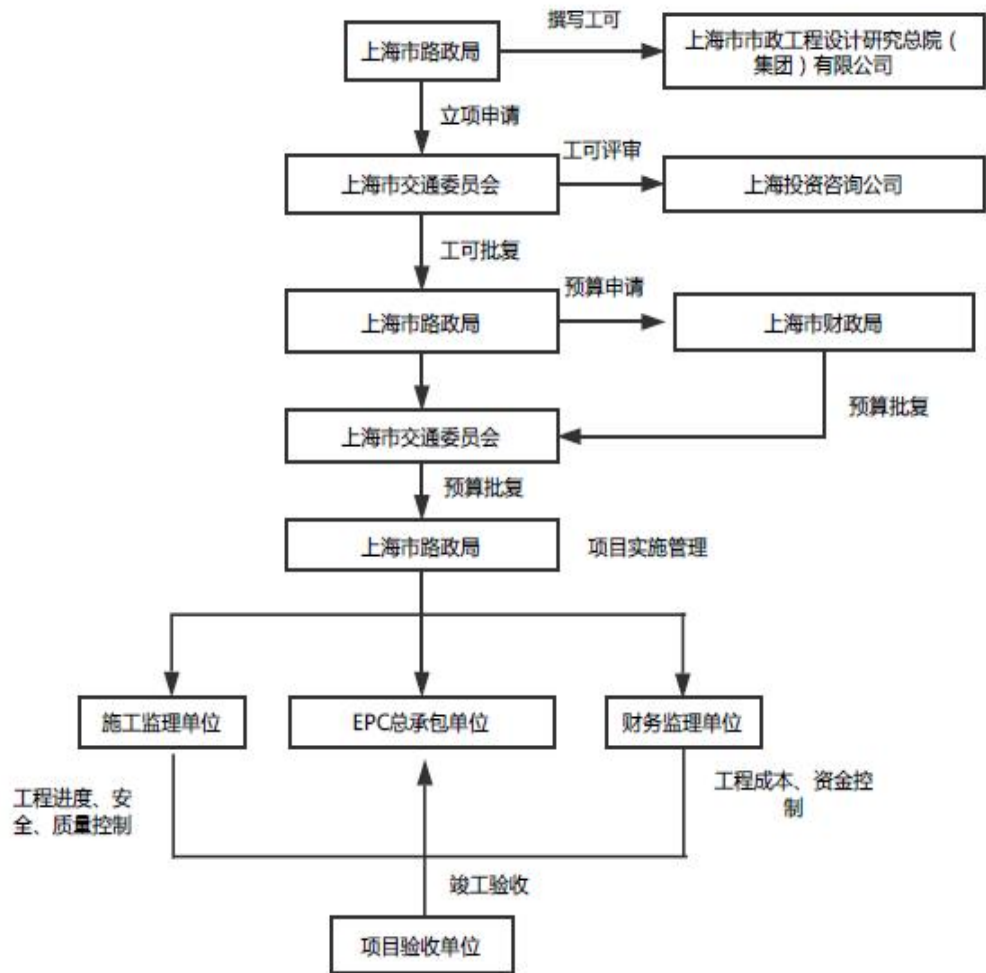 撰写工可
上海市路政局
上海市市政工程设计研究总院（
集团）有限公司
立项申请
工可评审
上海市交通委员会
上海投资咨询公司
工可批复
预算申请
上海市路政局
上海市财政局
预算批复
上海市交通委员会
预算批复
上海市路政局
项目实施管理
施工监理单位
EPC总承包单位
财务监理单位
工程进度、安
全、质量控制
工程成本、资金控
制
竣工验收
项目验收单位